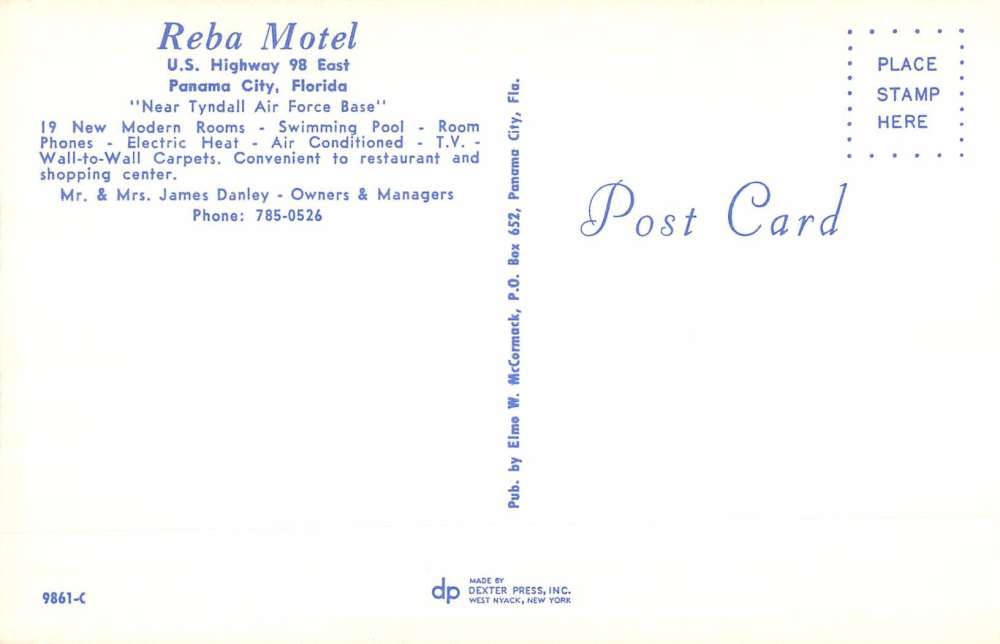 Reba Motel
U.S. Highway 98 East
Panama City, Florida
"Near Tyndall Air Force Base"
19 New Modern Rooms - Swimming Pool - Room
Phones - Electric Heat - Air Conditioned - T.V. -
Wall-to-Wall Carpets. Convenient to restaurant and
shopping center.
Mr. & Mrs. James Danley - Owners & Managers
Phone: 785-0526
9861-C
Pub. by Elmo W. McCormack, P.O. Box 652, Panama City, Fla.
dp
MADE BY
DEXTER PRESS, INC.
WEST NYACK, NEW YORK
PLACE
STAMP
HERE
Post Card